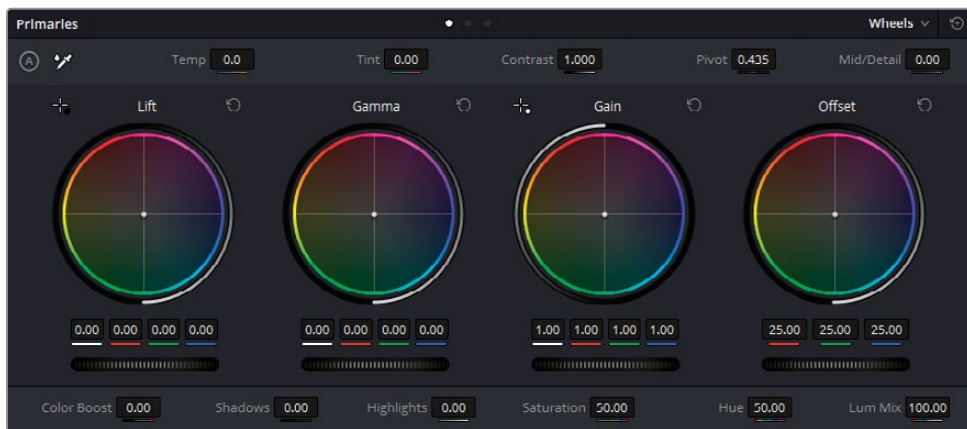 Primaries Wheels
A Temp 0.0 Tint 0.00 Contrast 1.000 Pivot 0.435 Mid/Detail 0.00
Lift Gamma Gain Offset
0.00 0.00 0.00 0.00 0.00 0.00 0.00 0.00 1.00 1.00 1.00 1.00 25.00 25.00 25.00
Color Boost 0.00 Shadows 0.00 Highlights 0.00 Saturation 50.00 Hue 50.00 Lum Mix 100.00